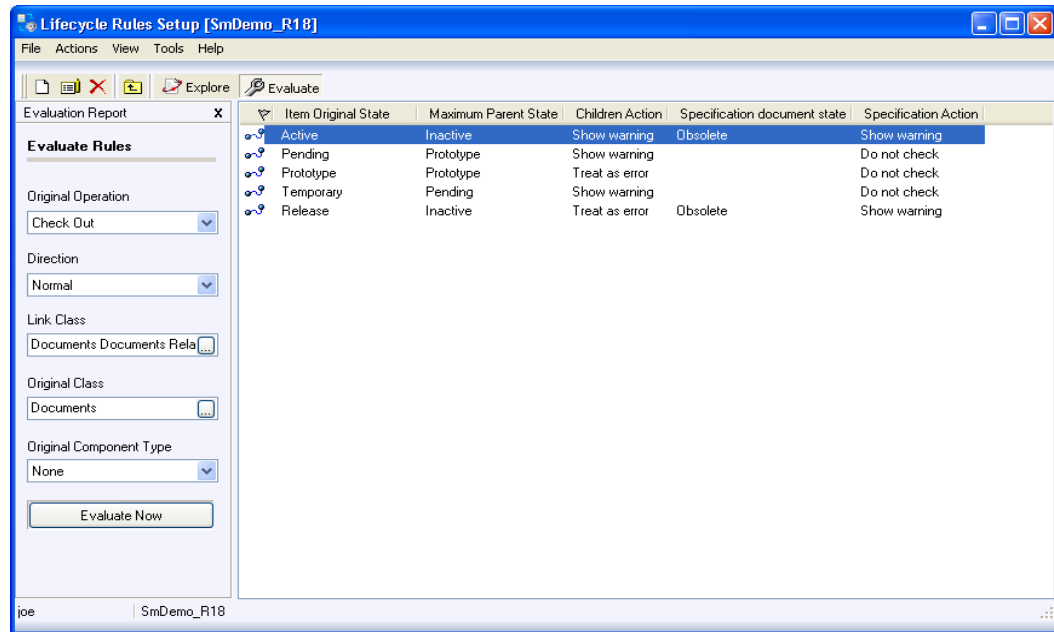 Lifecycle Rules Setup [SmDemo_R18]
File Actions View Tools Help
Explore Evaluate
Evaluation Report x
Evaluate Rules
Original Operation
Check Out
Direction
Normal
Link Class
Documents Documents Rela
...
Original Class
Documents
...
Original Component Type
None
Evaluate Now
Item Original State Maximum Parent State Children Action Specification document state Specification Action
Active Inactive Show warning Obsolete Show warning
Pending Prototype Show warning Do not check
Prototype Prototype Treat as error Do not check
Temporary Pending Show warning Do not check
Release Inactive Treat as error Obsolete Show warning
joe SmDemo_R18